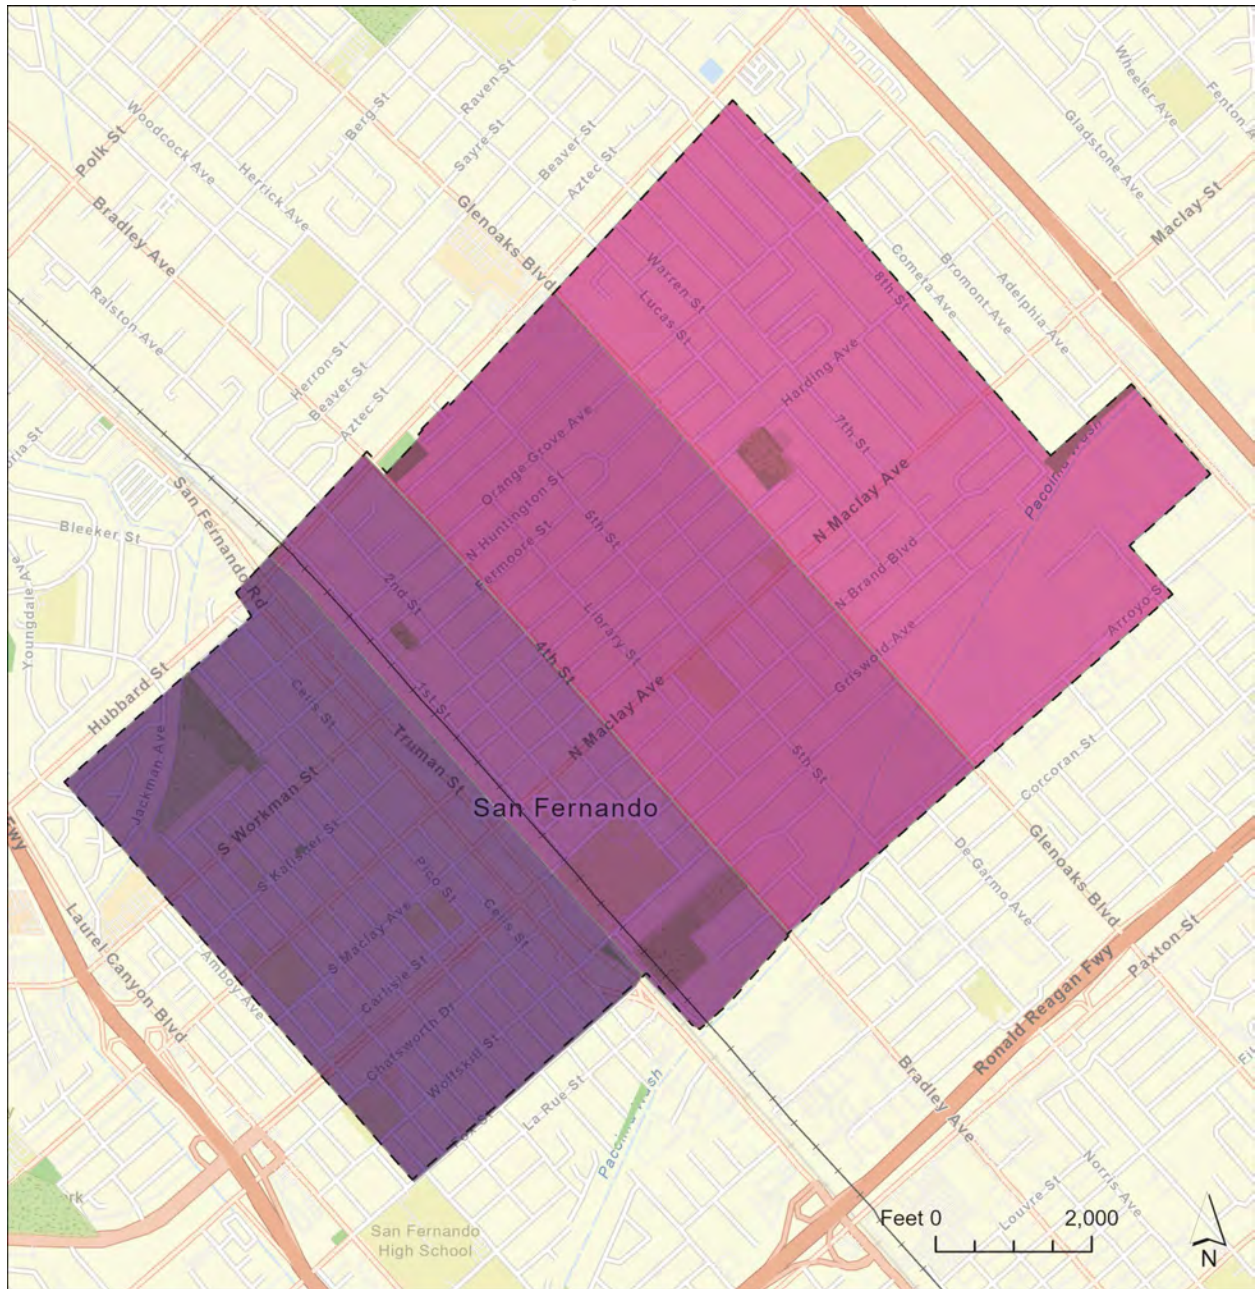 Raven St
Wheeler Ave
Fenton
Woodcock Ave
Berg St
Sayre St
Beaver St
Gladstone Ave
Polk St
Herrick Ave
Aztec St
Maclay St
Bradley Ave
Glenoaks Blvd
Cometa Ave
Bromont Ave
Adelphia Ave
Warren St
8th St
Lucas St
Ralston Ave
Herron St
Beaver St
Aztec St
Harding Ave
7th St
Orange Grove Ave
Pacoima Wash
San Fernando Rd
N Huntington St
N Maclay Ave
6th St
Bleeker St
Fermoore St
N Brand Blvd
2nd St
Youngdale A
Library St
Arroyo S
4th St
Griswold Ave
Hubbard St
1st St
Celis St
N Maclay Ave
Truman St
5th St
Jackman Ave
Corcoran St
San Fernando
S Workman St
Fwy
S Kalisher St
Pico St
De Garmo Ave
Glenoaks Blvd
Celis St
Laurel Canyon Blvd
S Maclay Ave
Paxton St
Amboy Ave
Carlisle St
Ronald Reagan Fwy
Chatsworth Dr
Wolfskill St
La Rue St
Bradley Ave
Pacoima Wash
Norris Ave
Louvre St
rk
San Fernando
High School
Feet 0
2,000
N